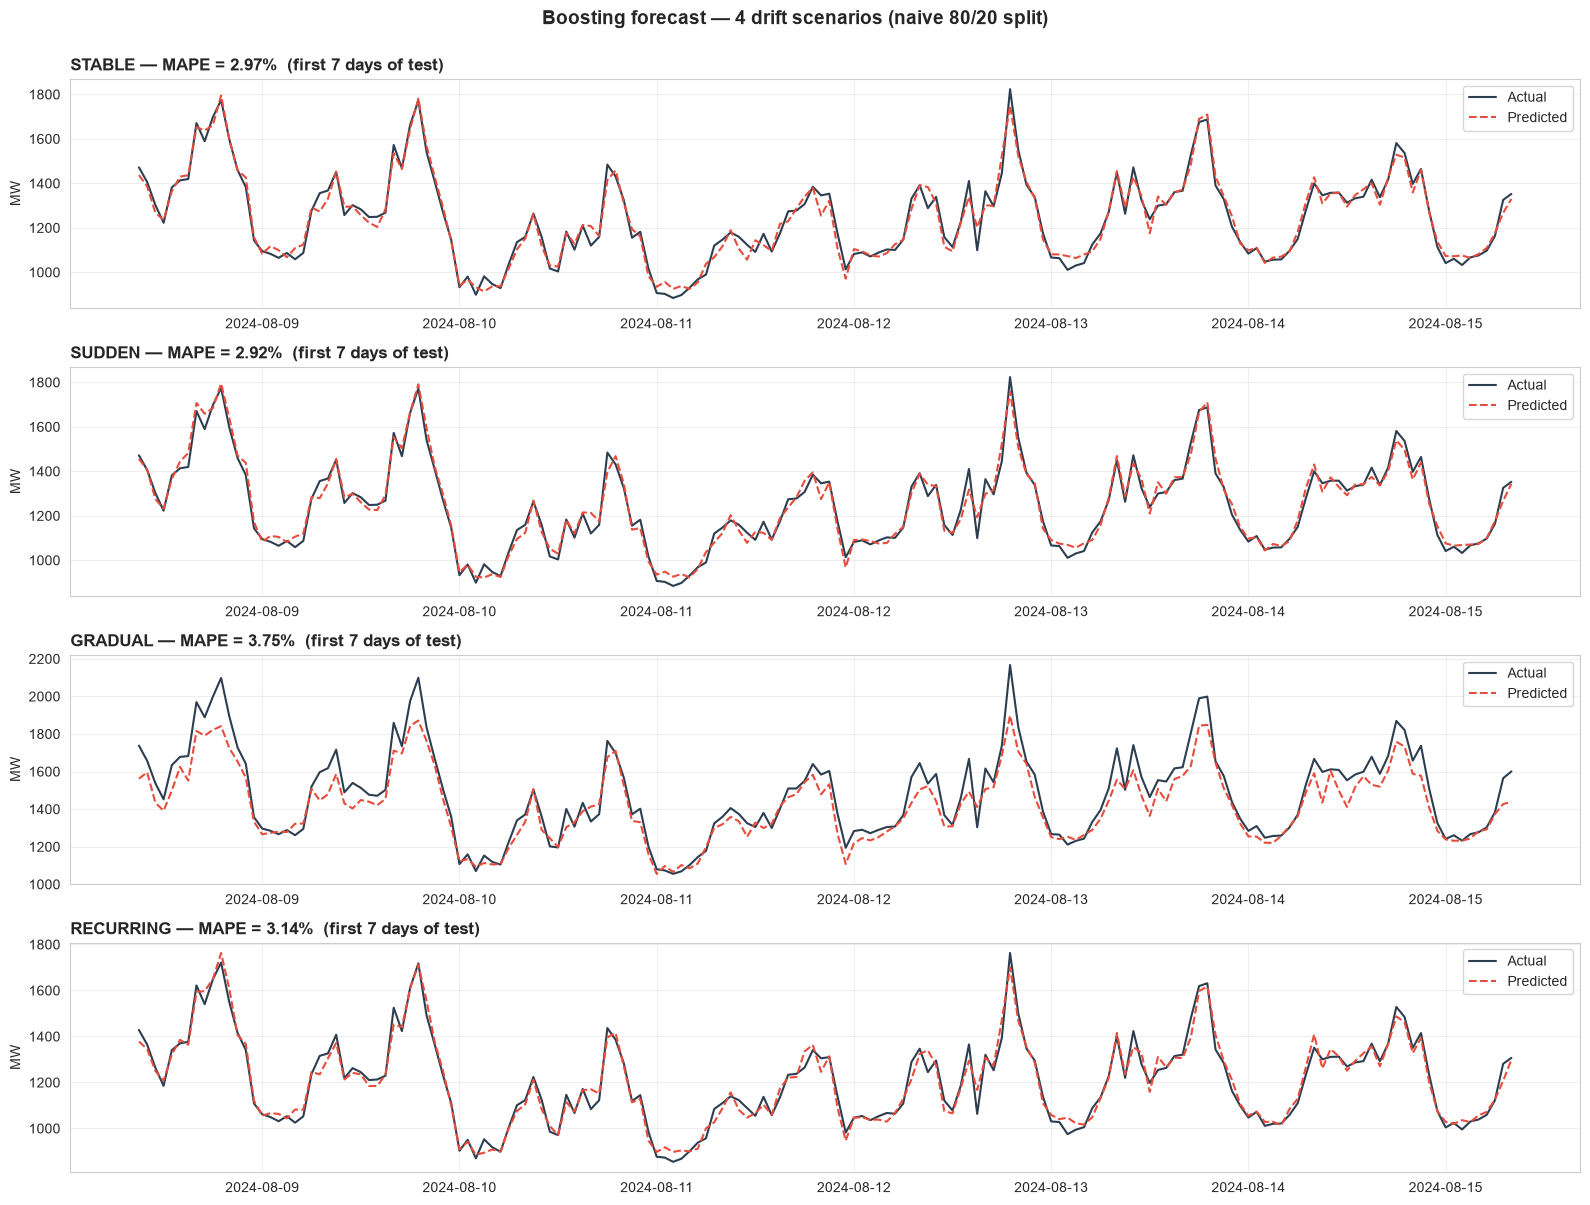 Boosting forecast — 4 drift scenarios (naive 80/20 split)
STABLE — MAPE = 2.97%  (first 7 days of test)
1800
1600
1400
1200
1000
MW
Actual
Predicted
2024-08-09 2024-08-10 2024-08-11 2024-08-12 2024-08-13 2024-08-14 2024-08-15
SUDDEN — MAPE = 2.92%  (first 7 days of test)
1800
1600
1400
1200
1000
MW
Actual
Predicted
2024-08-09 2024-08-10 2024-08-11 2024-08-12 2024-08-13 2024-08-14 2024-08-15
GRADUAL — MAPE = 3.75%  (first 7 days of test)
2200
2000
1800
1600
1400
1200
1000
MW
Actual
Predicted
2024-08-09 2024-08-10 2024-08-11 2024-08-12 2024-08-13 2024-08-14 2024-08-15
RECURRING — MAPE = 3.14%  (first 7 days of test)
1800
1600
1400
1200
1000
MW
Actual
Predicted
2024-08-09 2024-08-10 2024-08-11 2024-08-12 2024-08-13 2024-08-14 2024-08-15